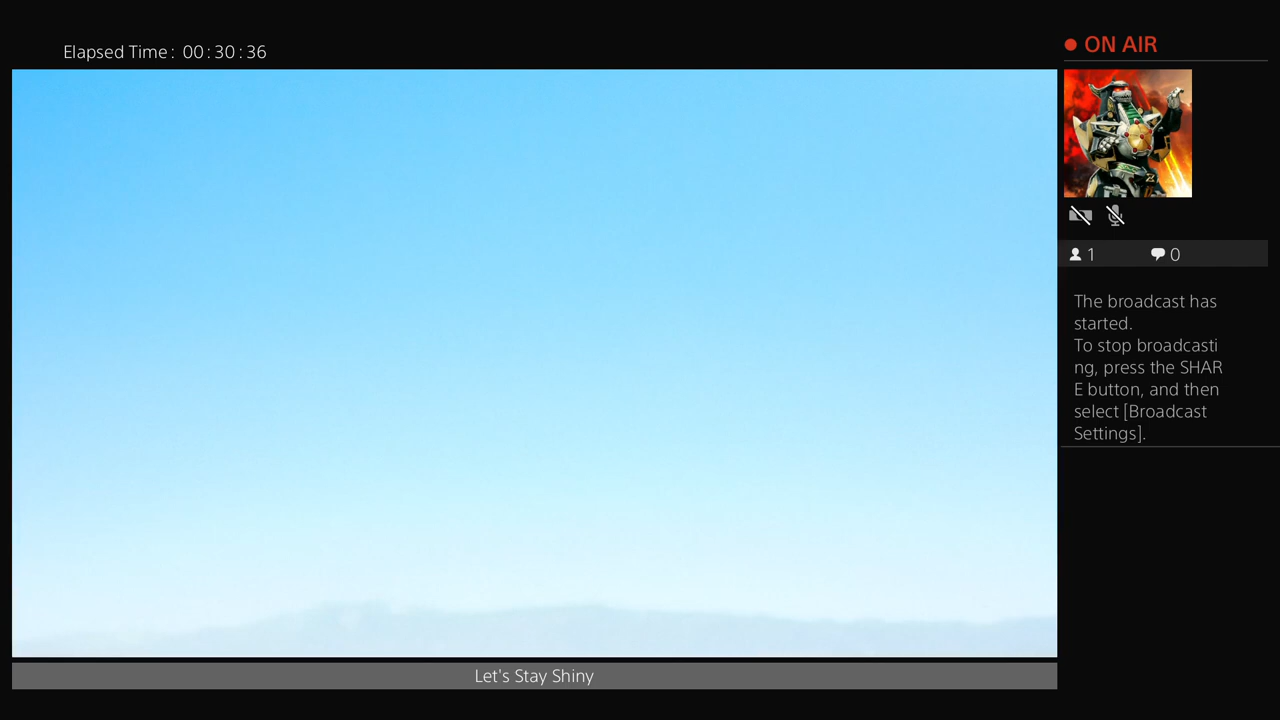 Elapsed Time: 00:30:36
ON AIR
1 0
The broadcast has
started.
To stop broadcasti
ng, press the SHAR
E button, and then
select [Broadcast
Settings].
Let's Stay Shiny